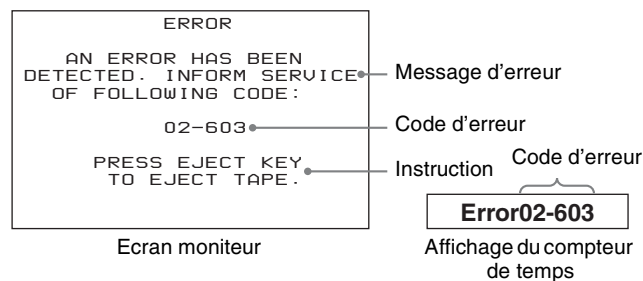 ERROR
AN ERROR HAS BEEN
DETECTED. INFORM SERVICE
OF FOLLOWING CODE:
02-603
PRESS EJECT KEY
TO EJECT TAPE.
Ecran moniteur
Message d'erreur
Code d'erreur
Instruction
Code d'erreur
Error02-603
Affichage du compteur
de temps